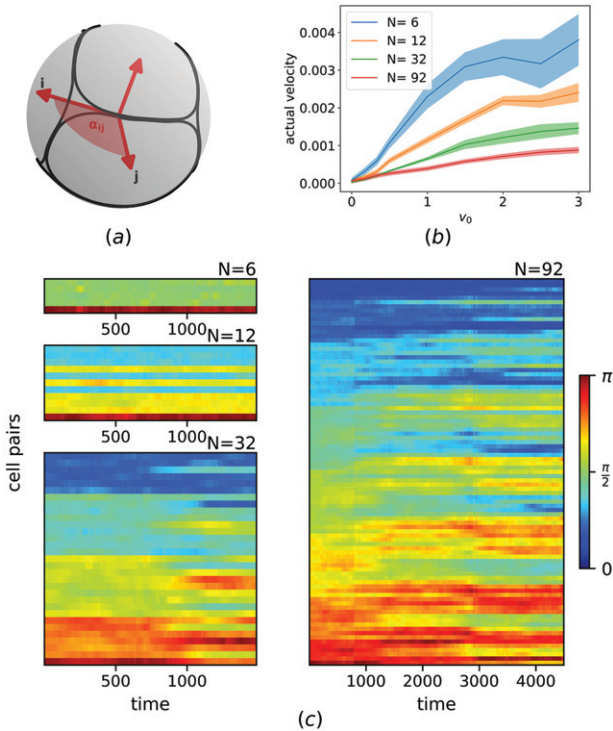 (a)
i
α_ij
j
N= 6
N= 12
N= 32
N= 92
actual velocity
0.004
0.003
0.002
0.001
0.000
0 1 2 3
v_0
(b)
N=6
500 1000
N=12
500 1000
N=32
cell pairs
500 1000
time
N=92
1000 2000 3000 4000
time
π
π/2
0
(c)